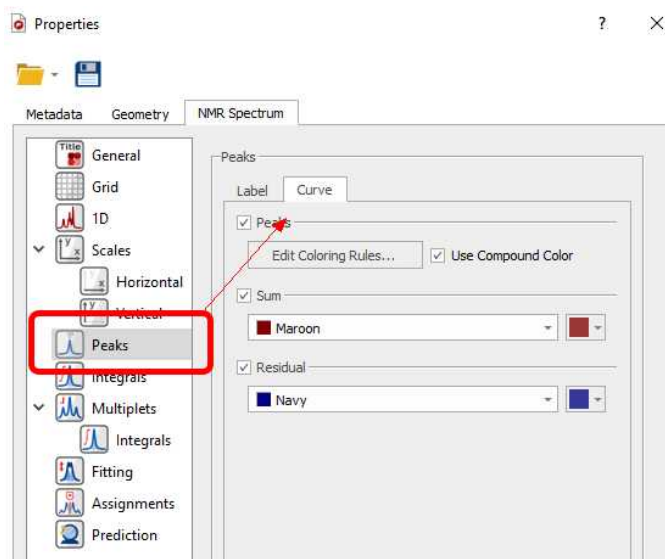 Properties
?
Metadata
Geometry
NMR Spectrum
Title
General
Grid
1D
Scales
Horizontal
Vertical
Peaks
Integrals
Multiplets
Integrals
Fitting
Assignments
Prediction
Peaks
Label
Curve
Peaks
Edit Coloring Rules...
Use Compound Color
Sum
Maroon
Residual
Navy